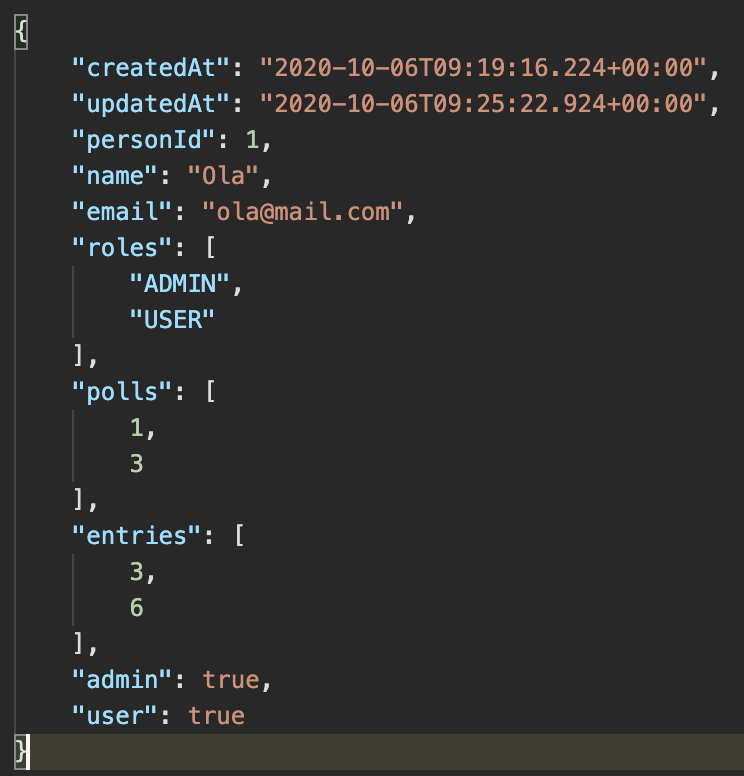 {
    "createdAt": "2020-10-06T09:19:16.224+00:00",
    "updatedAt": "2020-10-06T09:25:22.924+00:00",
    "personId": 1,
    "name": "Ola",
    "email": "ola@mail.com",
    "roles": [
        "ADMIN",
        "USER"
    ],
    "polls": [
        1,
        3
    ],
    "entries": [
        3,
        6
    ],
    "admin": true,
    "user": true
}